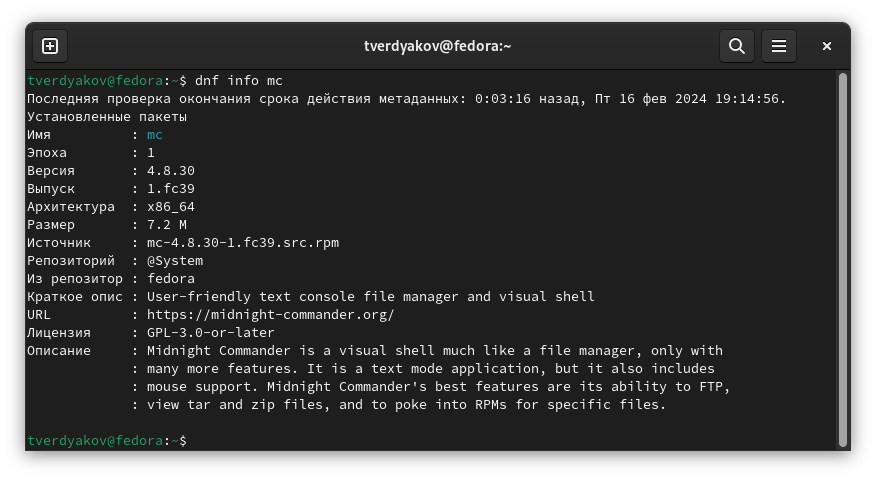 tverdyakov@fedora:~
tverdyakov@fedora:~$ dnf info mc
Последняя проверка окончания срока действия метаданных: 0:03:16 назад, Пт 16 фев 2024 19:14:56.
Установленные пакеты
Имя          : mc
Эпоха        : 1
Версия       : 4.8.30
Выпуск       : 1.fc39
Архитектура  : x86_64
Размер       : 7.2 M
Источник     : mc-4.8.30-1.fc39.src.rpm
Репозиторий  : @System
Из репозитор : fedora
Краткое опис : User-friendly text console file manager and visual shell
URL          : https://midnight-commander.org/
Лицензия     : GPL-3.0-or-later
Описание     : Midnight Commander is a visual shell much like a file manager, only with
             : many more features. It is a text mode application, but it also includes
             : mouse support. Midnight Commander's best features are its ability to FTP,
             : view tar and zip files, and to poke into RPMs for specific files.
tverdyakov@fedora:~$